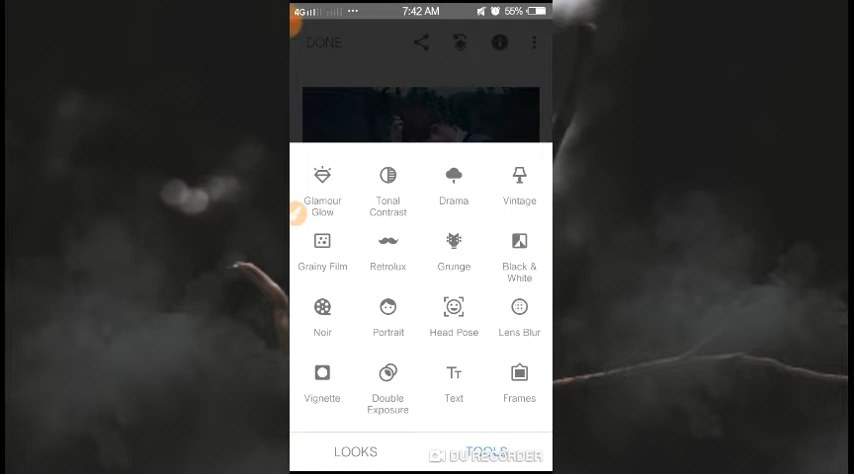 4G
7:42 AM
55%
DONE
Glamour Glow
Tonal Contrast
Drama
Vintage
Grainy Film
Retrolux
Grunge
Black & White
Noir
Portrait
Head Pose
Lens Blur
Vignette
Double Exposure
Text
Frames
LOOKS
TOOLS
DU RECORDER